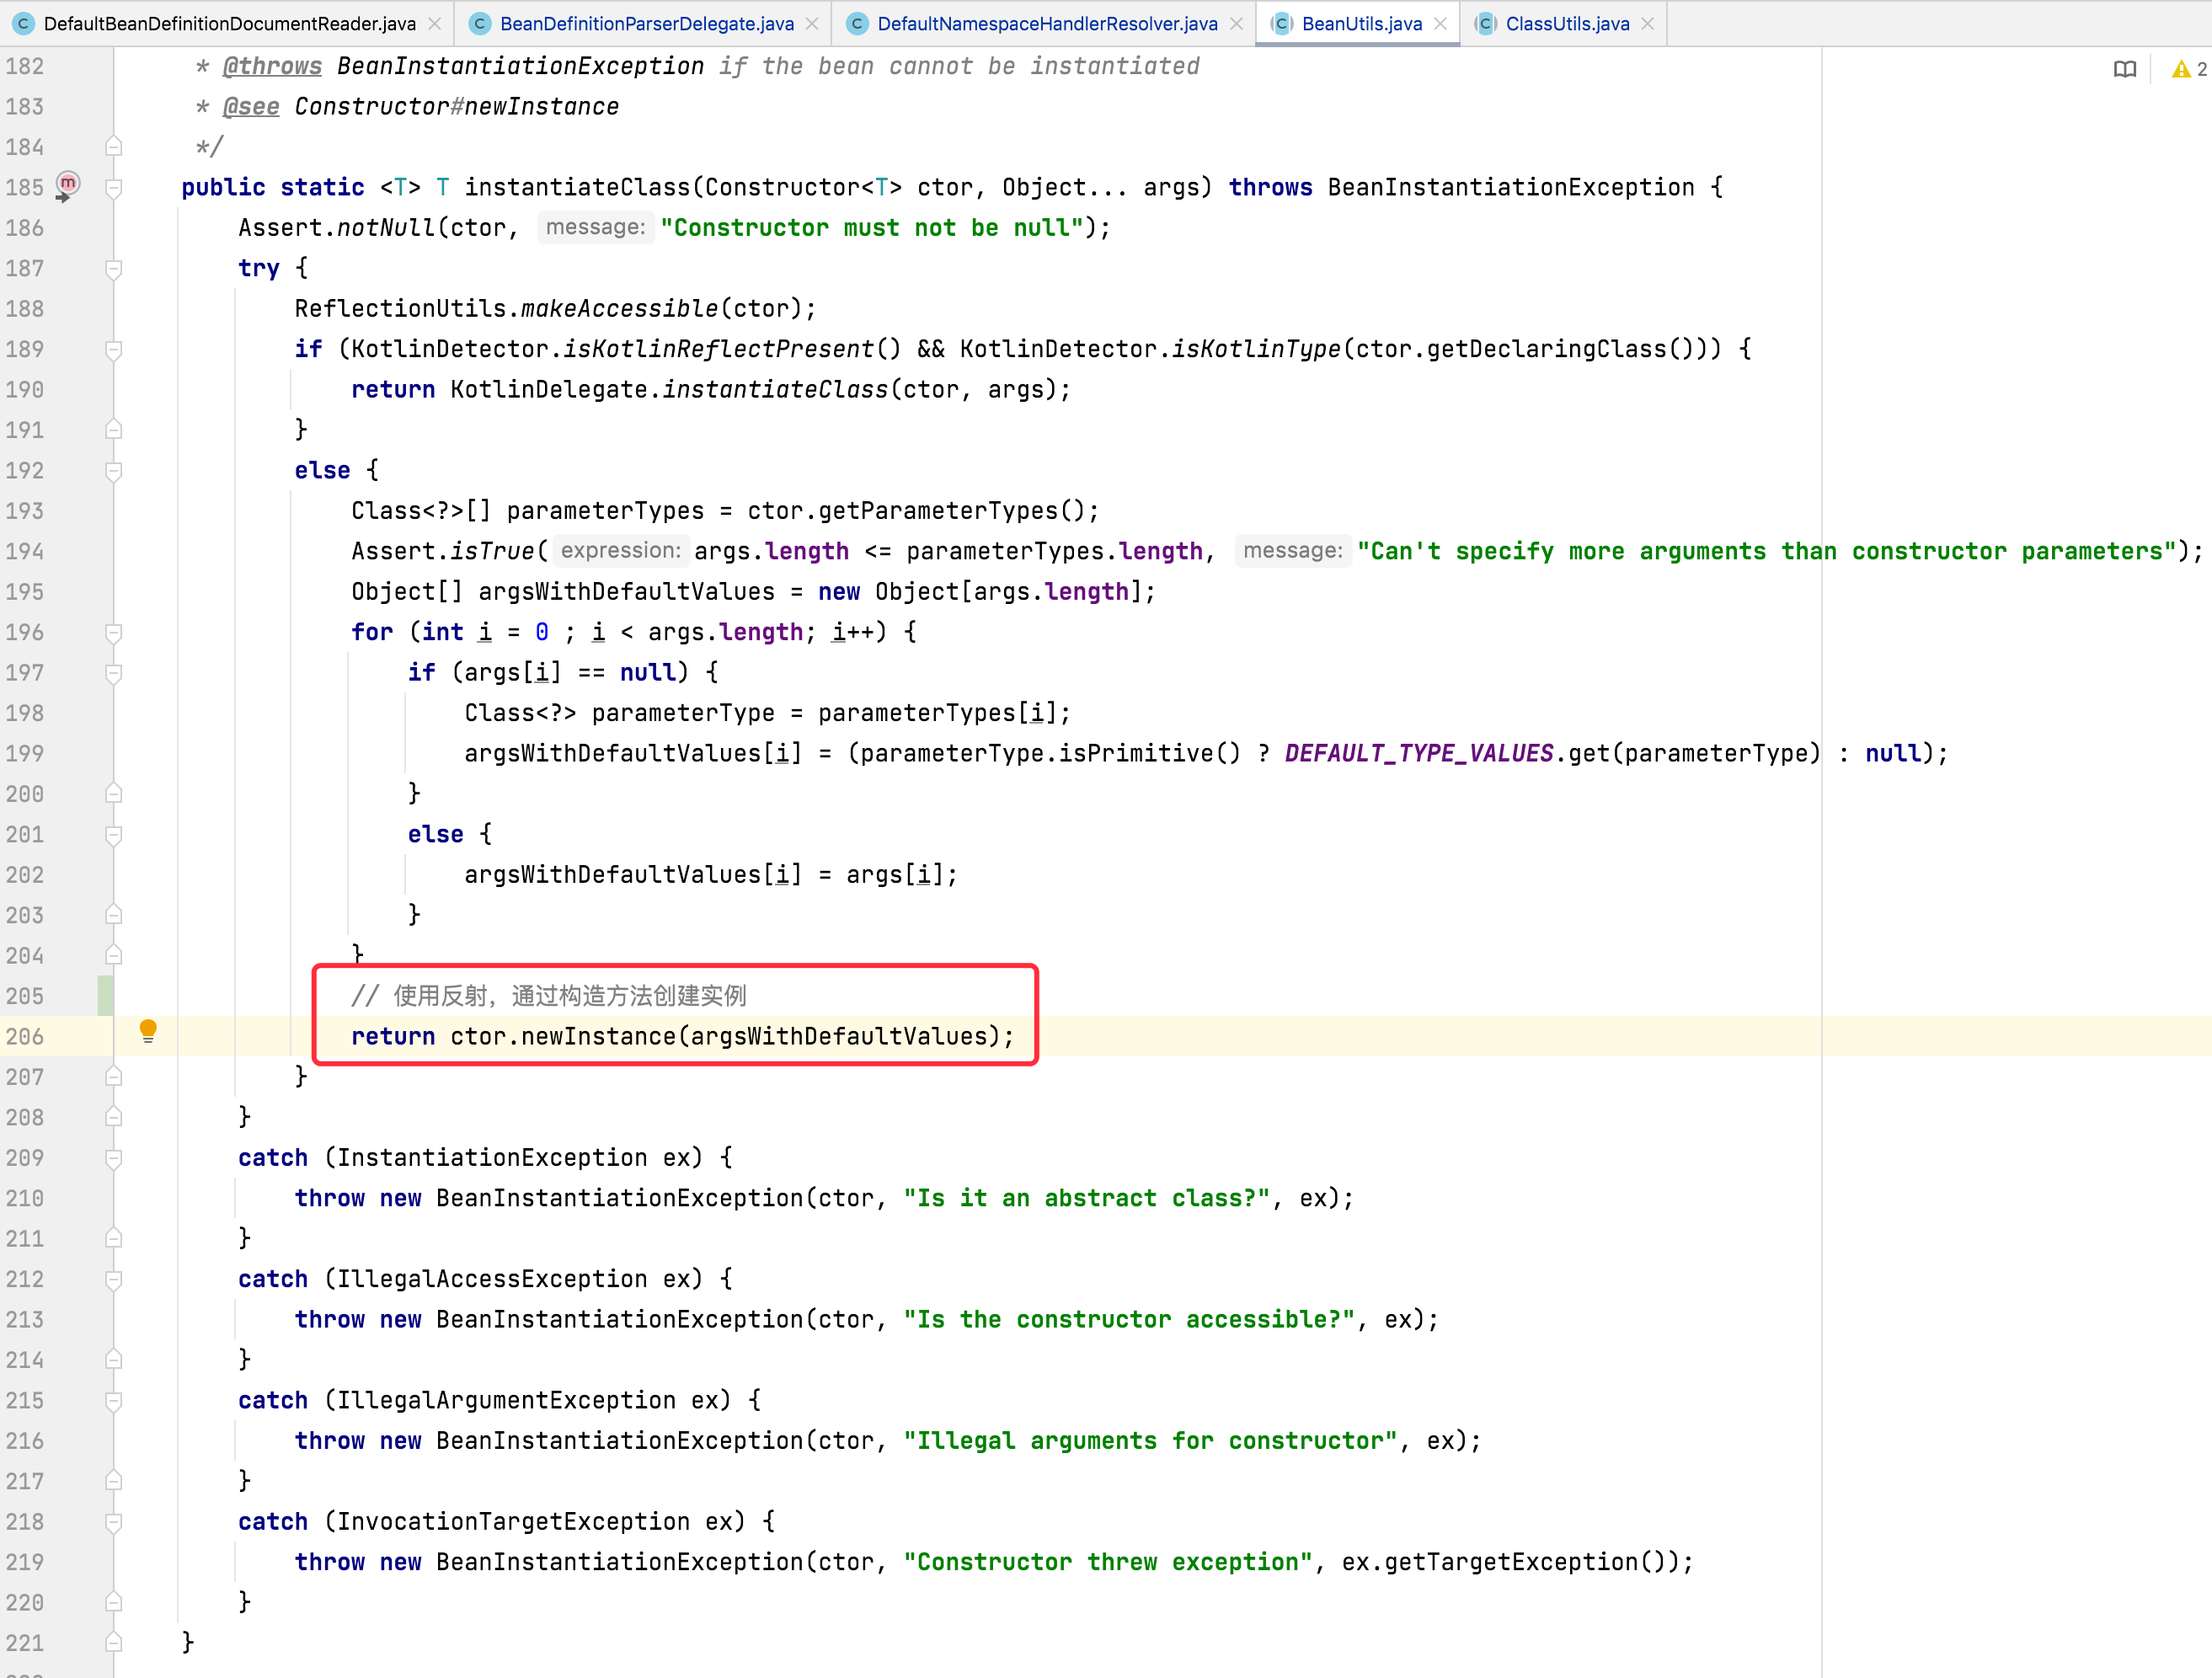 DefaultBeanDefinitionDocumentReader.java BeanDefinitionParserDelegate.java DefaultNamespaceHandlerResolver.java BeanUtils.java ClassUtils.java
182 * @throws BeanInstantiationException if the bean cannot be instantiated 2
183 * @see Constructor#newInstance
184 */
185 public static <T> T instantiateClass(Constructor<T> ctor, Object... args) throws BeanInstantiationException {
186 Assert.notNull(ctor, message: "Constructor must not be null");
187 try {
188 ReflectionUtils.makeAccessible(ctor);
189 if (KotlinDetector.isKotlinReflectPresent() && KotlinDetector.isKotlinType(ctor.getDeclaringClass())) {
190 return KotlinDelegate.instantiateClass(ctor, args);
191 }
192 else {
193 Class<?>[] parameterTypes = ctor.getParameterTypes();
194 Assert.isTrue( expression: args.length <= parameterTypes.length, message: "Can't specify more arguments than constructor parameters");
195 Object[] argsWithDefaultValues = new Object[args.length];
196 for (int i = 0 ; i < args.length; i++) {
197 if (args[i] == null) {
198 Class<?> parameterType = parameterTypes[i];
199 argsWithDefaultValues[i] = (parameterType.isPrimitive() ? DEFAULT_TYPE_VALUES.get(parameterType) : null);
200 }
201 else {
202 argsWithDefaultValues[i] = args[i];
203 }
204 }
205 // 使用反射，通过构造方法创建实例
206 return ctor.newInstance(argsWithDefaultValues);
207 }
208 }
209 catch (InstantiationException ex) {
210 throw new BeanInstantiationException(ctor, "Is it an abstract class?", ex);
211 }
212 catch (IllegalAccessException ex) {
213 throw new BeanInstantiationException(ctor, "Is the constructor accessible?", ex);
214 }
215 catch (IllegalArgumentException ex) {
216 throw new BeanInstantiationException(ctor, "Illegal arguments for constructor", ex);
217 }
218 catch (InvocationTargetException ex) {
219 throw new BeanInstantiationException(ctor, "Constructor threw exception", ex.getTargetException());
220 }
221 }